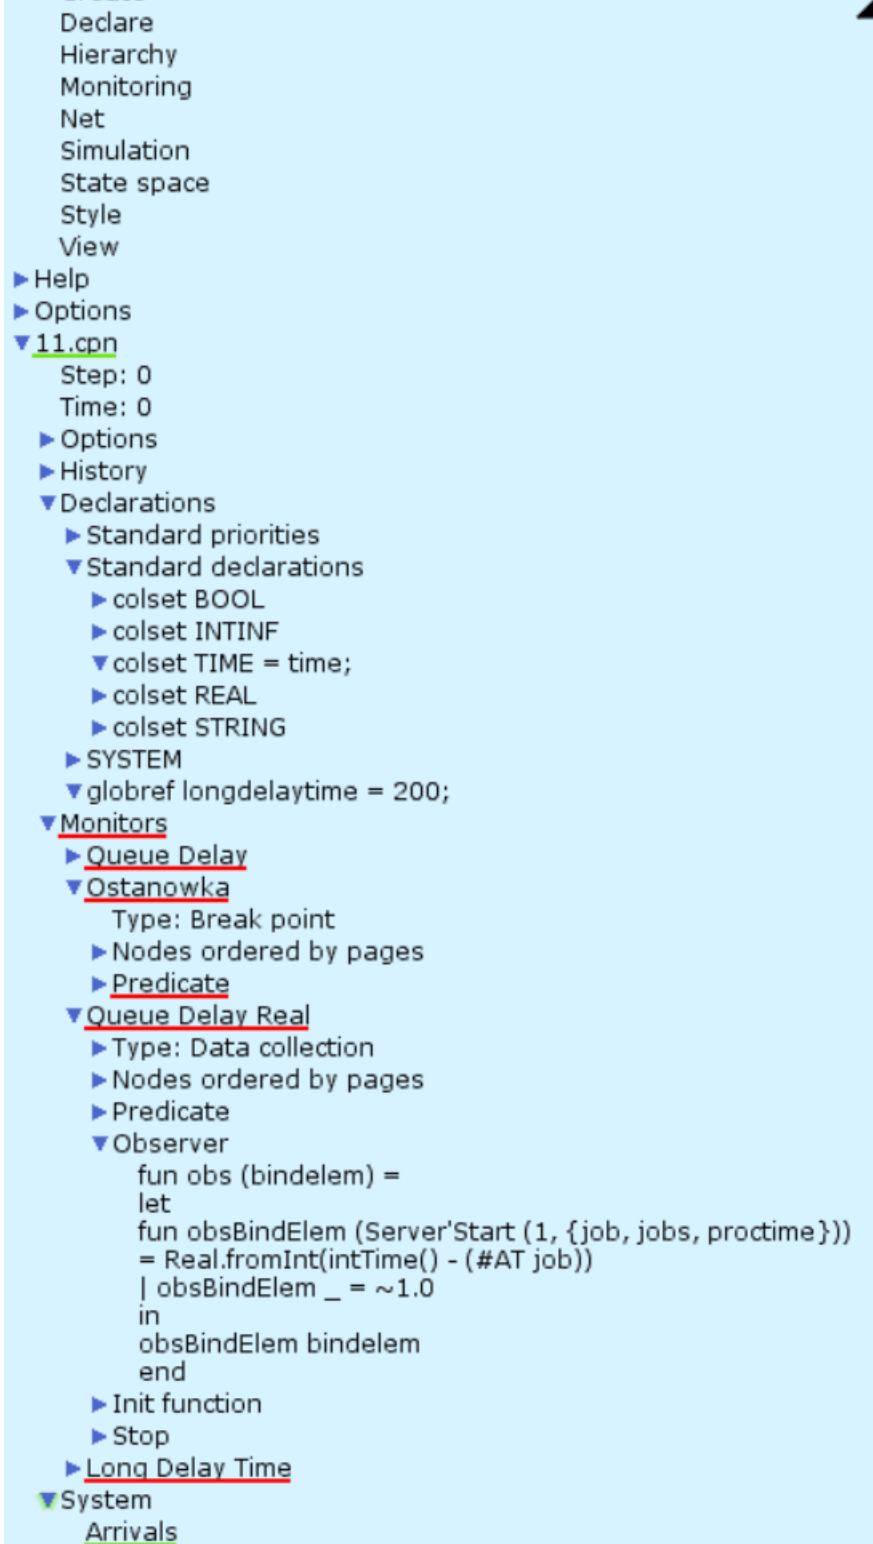 Declare
Hierarchy
Monitoring
Net
Simulation
State space
Style
View
Help
Options
11.cpn
Step: 0
Time: 0
Options
History
Declarations
Standard priorities
Standard declarations
colset BOOL
colset INTINF
colset TIME = time;
colset REAL
colset STRING
SYSTEM
globref longdelaytime = 200;
Monitors
Queue Delay
Ostanowka
Type: Break point
Nodes ordered by pages
Predicate
Queue Delay Real
Type: Data collection
Nodes ordered by pages
Predicate
Observer
fun obs (bindelem) =
let
fun obsBindElem (Server'Start (1, {job, jobs, proctime}))
= Real.fromInt(intTime() - (#AT job))
| obsBindElem _ = ~1.0
in
obsBindElem bindelem
end
Init function
Stop
Long Delay Time
System
Arrivals